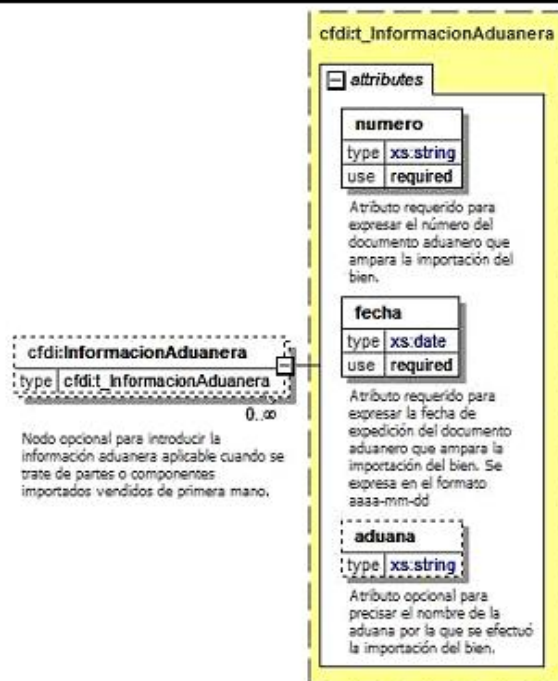 cfdi:t_InformacionAduanera
attributes
numero
type xs:string
use required
Atributo requerido para
expresar el número del
documento aduanero que
ampara la importación del
bien.
fecha
type xs:date
use required
Atributo requerido para
expresar la fecha de
expedición del documento
aduanero que ampara la
importación del bien. Se
expresa en el formato
aaaa-mm-dd
aduana
type xs:string
Atributo opcional para
precisar el nombre de la
aduana por la que se efectuó
la importación del bien.
cfdi:InformacionAduanera
type cfdi:t_InformacionAduanera
0..∞
Nodo opcional para introducir la
información aduanera aplicable cuando se
trate de partes o componentes
importados vendidos de primera mano.